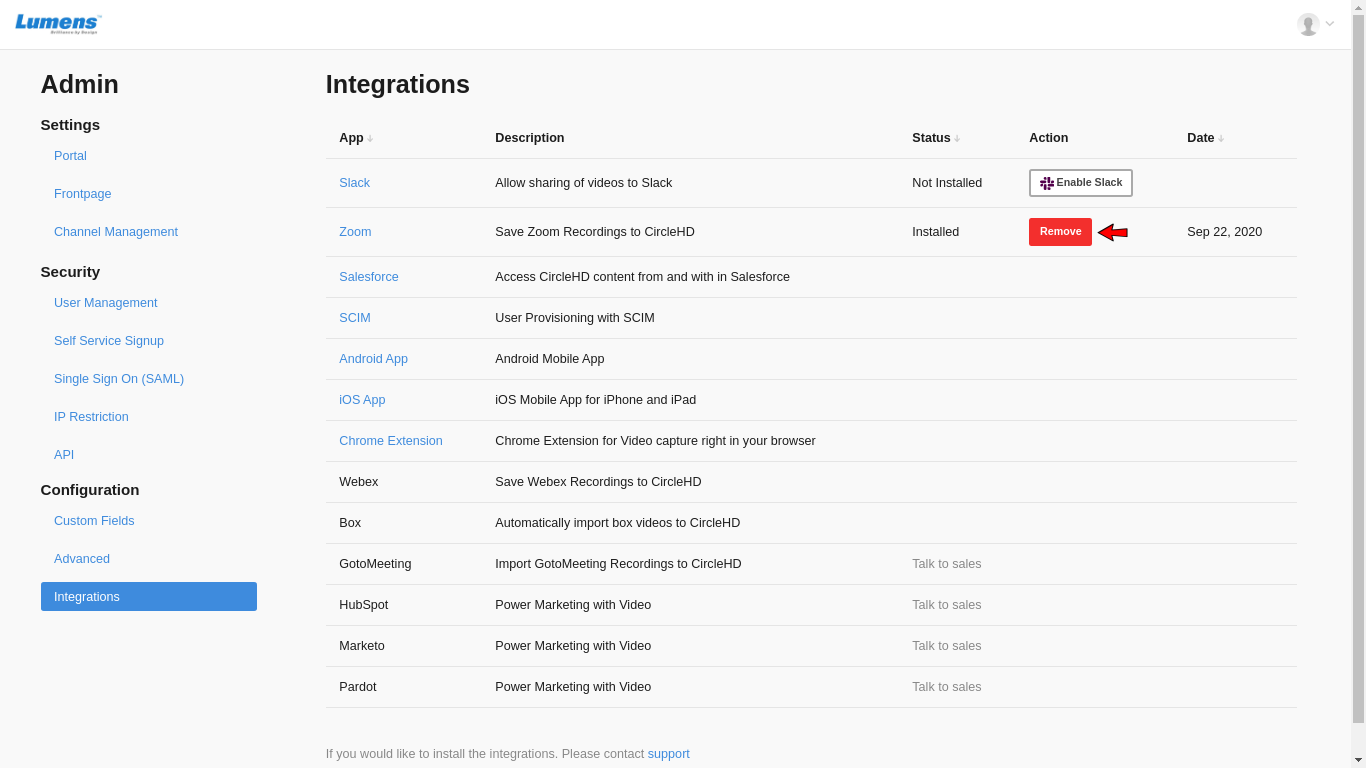 Lumens™
Brilliance by Design
Admin
Settings
Portal
Frontpage
Channel Management
Security
User Management
Self Service Signup
Single Sign On (SAML)
IP Restriction
API
Configuration
Custom Fields
Advanced
Integrations
Integrations
App↓ Description Status↓ Action Date↓
Slack Allow sharing of videos to Slack Not Installed Enable Slack
Zoom Save Zoom Recordings to CircleHD Installed Remove Sep 22, 2020
Salesforce Access CircleHD content from and with in Salesforce
SCIM User Provisioning with SCIM
Android App Android Mobile App
iOS App iOS Mobile App for iPhone and iPad
Chrome Extension Chrome Extension for Video capture right in your browser
Webex Save Webex Recordings to CircleHD
Box Automatically import box videos to CircleHD
GotoMeeting Import GotoMeeting Recordings to CircleHD Talk to sales
HubSpot Power Marketing with Video Talk to sales
Marketo Power Marketing with Video Talk to sales
Pardot Power Marketing with Video Talk to sales
If you would like to install the integrations. Please contact support